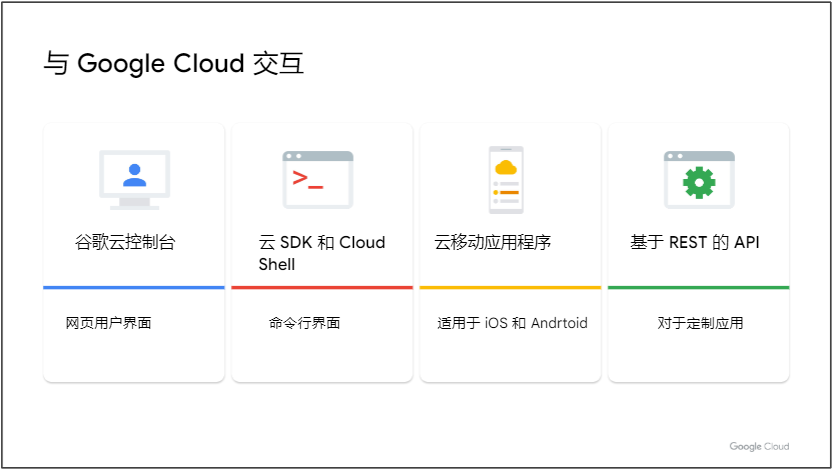 与 Google Cloud 交互
>_
谷歌云控制台
云 SDK 和 Cloud
Shell
云移动应用程序
基于 REST 的 API
网页用户界面
命令行界面
适用于 iOS 和 Andrtoid
对于定制应用
Google Cloud